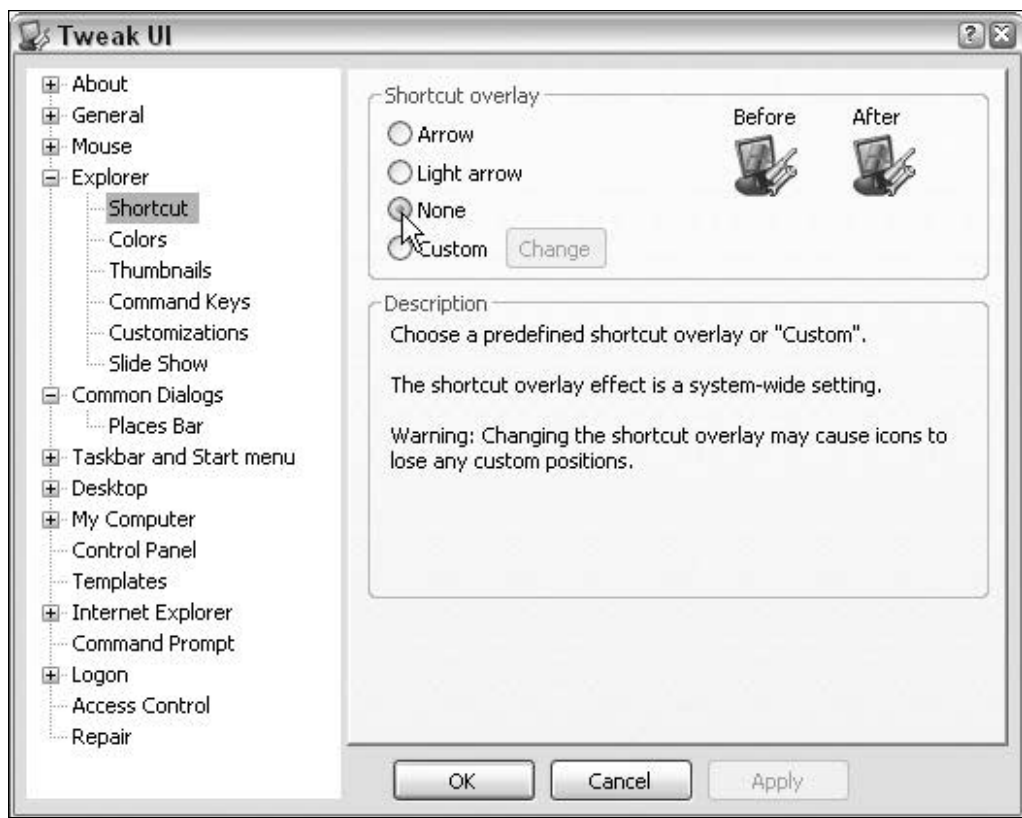 Tweak UI
About
General
Mouse
Explorer
Shortcut
Colors
Thumbnails
Command Keys
Customizations
Slide Show
Common Dialogs
Places Bar
Taskbar and Start menu
Desktop
My Computer
Control Panel
Templates
Internet Explorer
Command Prompt
Logon
Access Control
Repair
Shortcut overlay
Arrow
Light arrow
None
Custom Change
Before After
Description
Choose a predefined shortcut overlay or "Custom".
The shortcut overlay effect is a system-wide setting.
Warning: Changing the shortcut overlay may cause icons to
lose any custom positions.
OK Cancel Apply